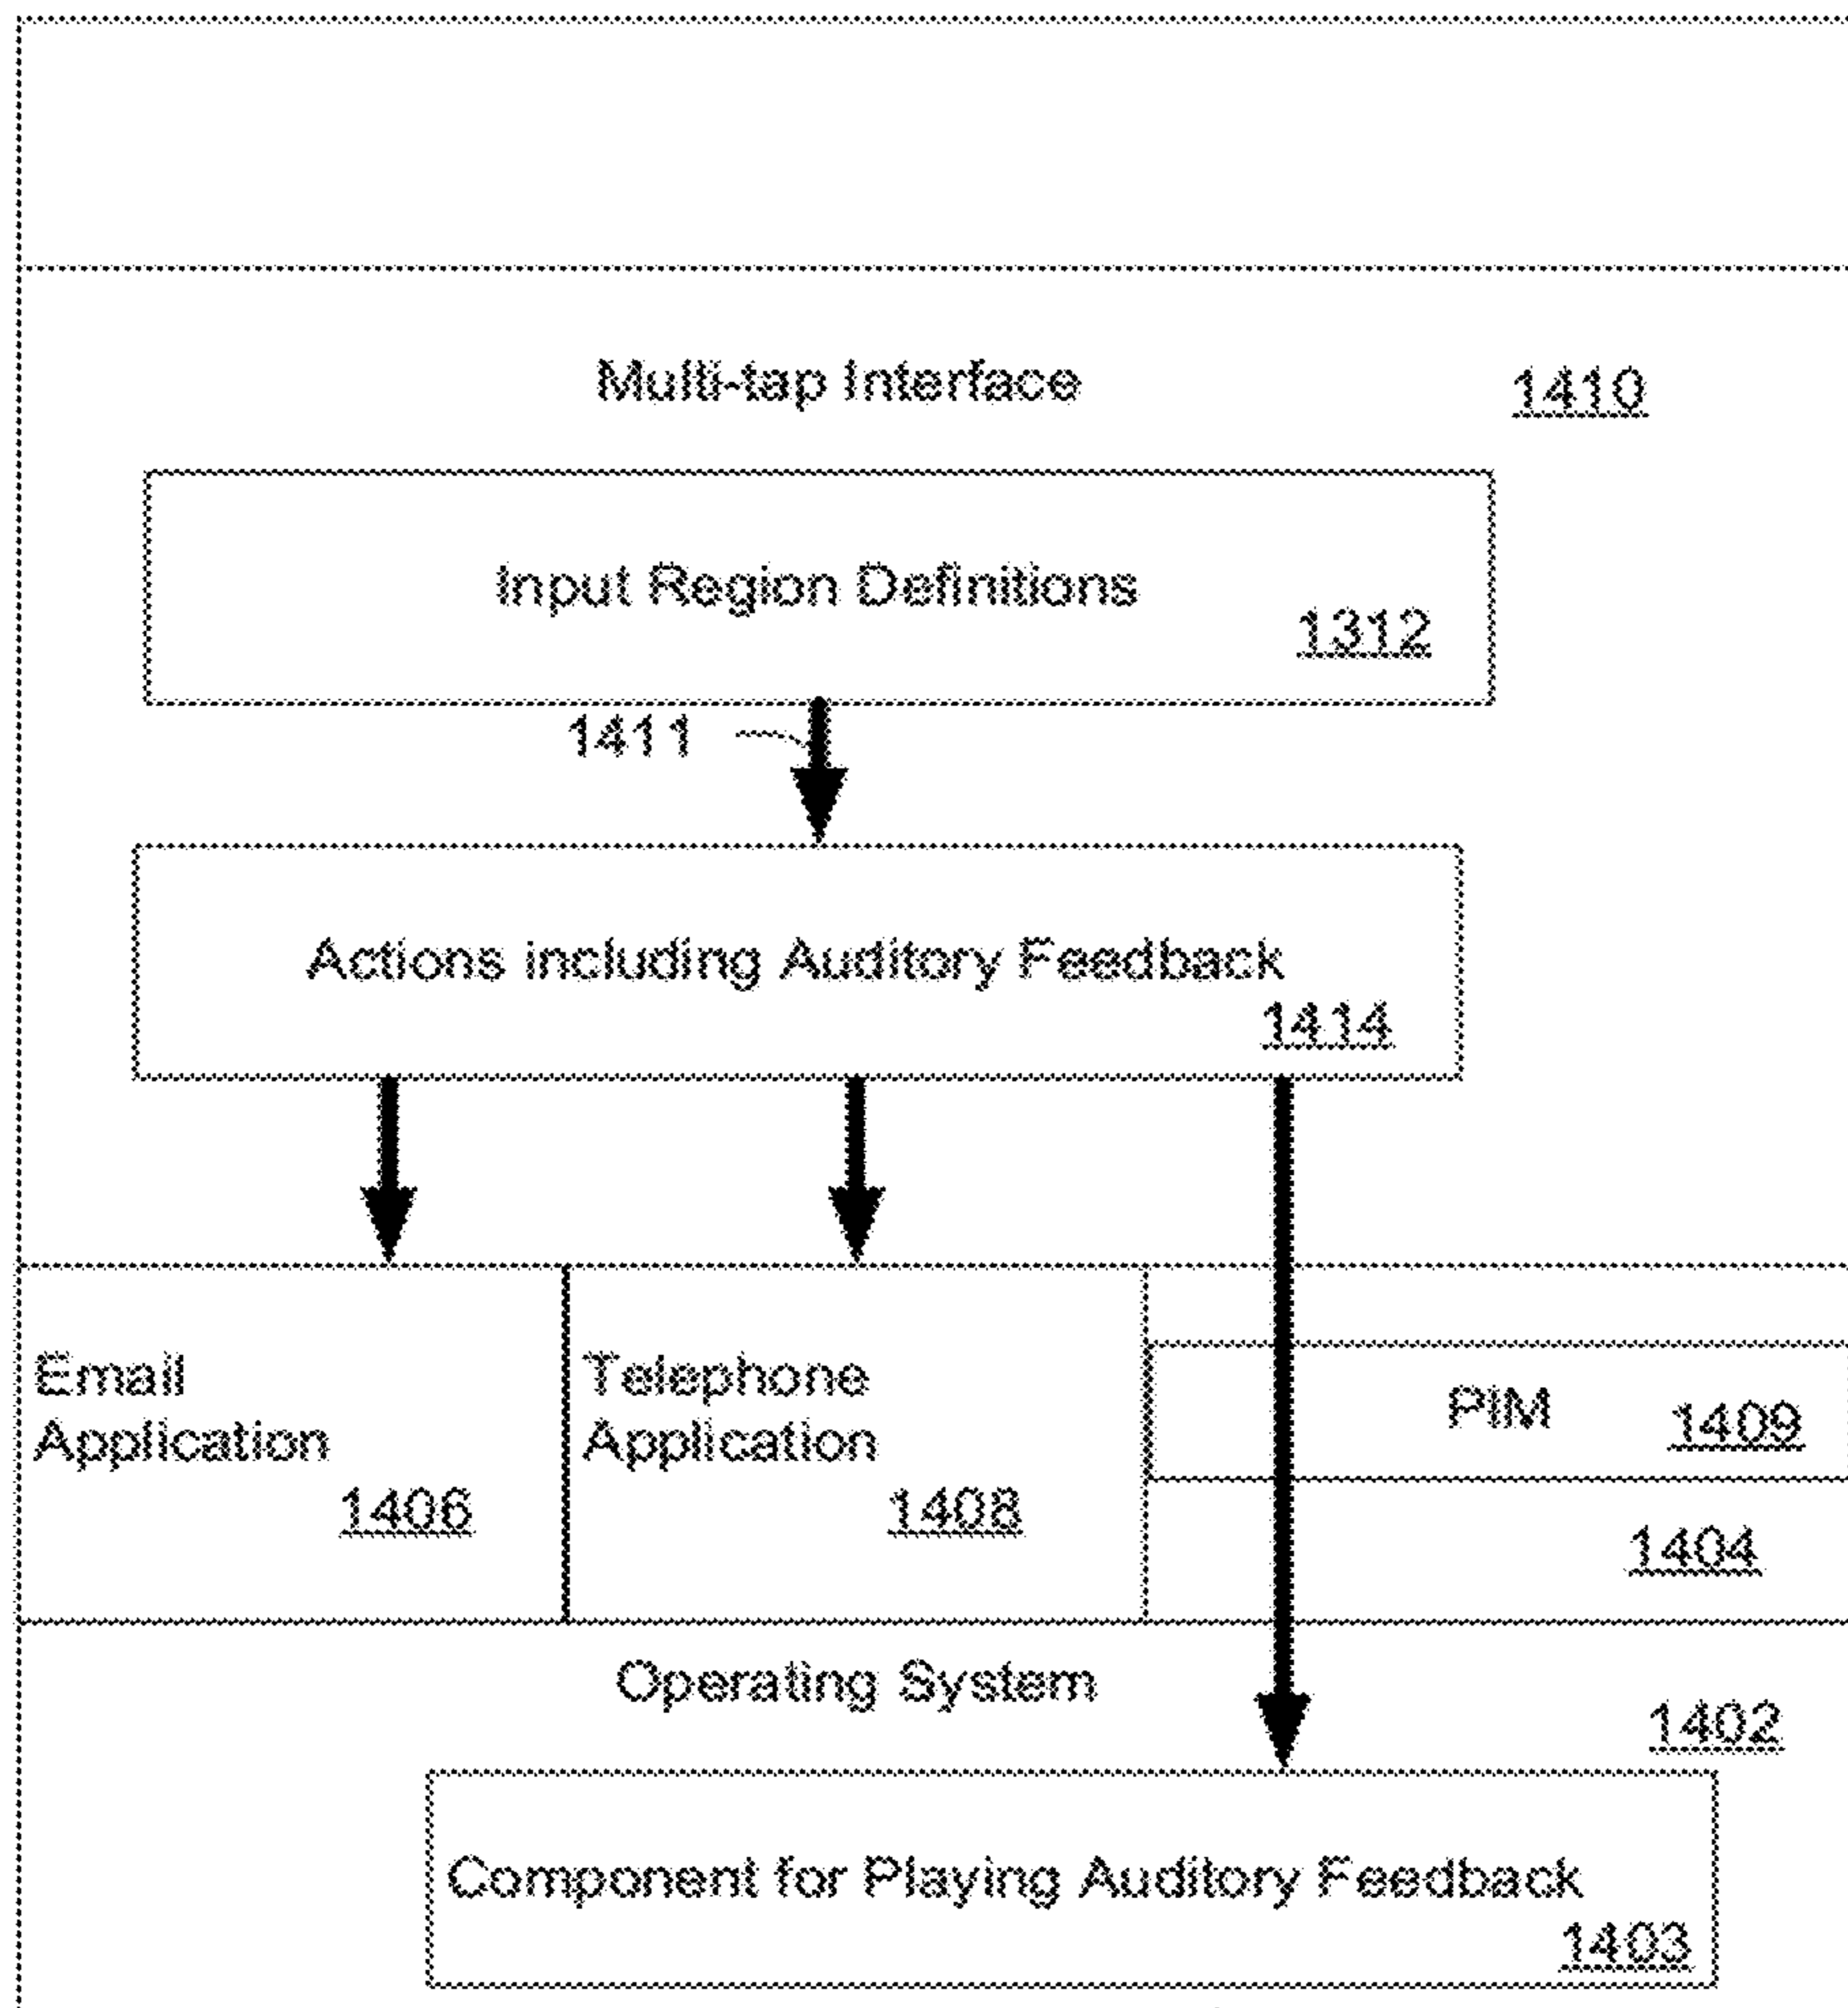 Multi-tap Interface
1410
Input Region Definitions
1312
1411
Actions including Auditory Feedback
1414
Email
Application
1406
Telephone
Application
1408
PIM
1409
1404
Operating System
1402
Component for Playing Auditory Feedback
1403